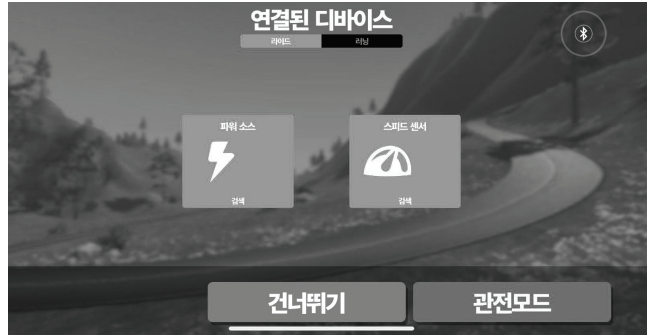 연결된 디바이스
라이드 러닝
파워 소스 스피드 센서
검색 검색
건너뛰기 관전모드